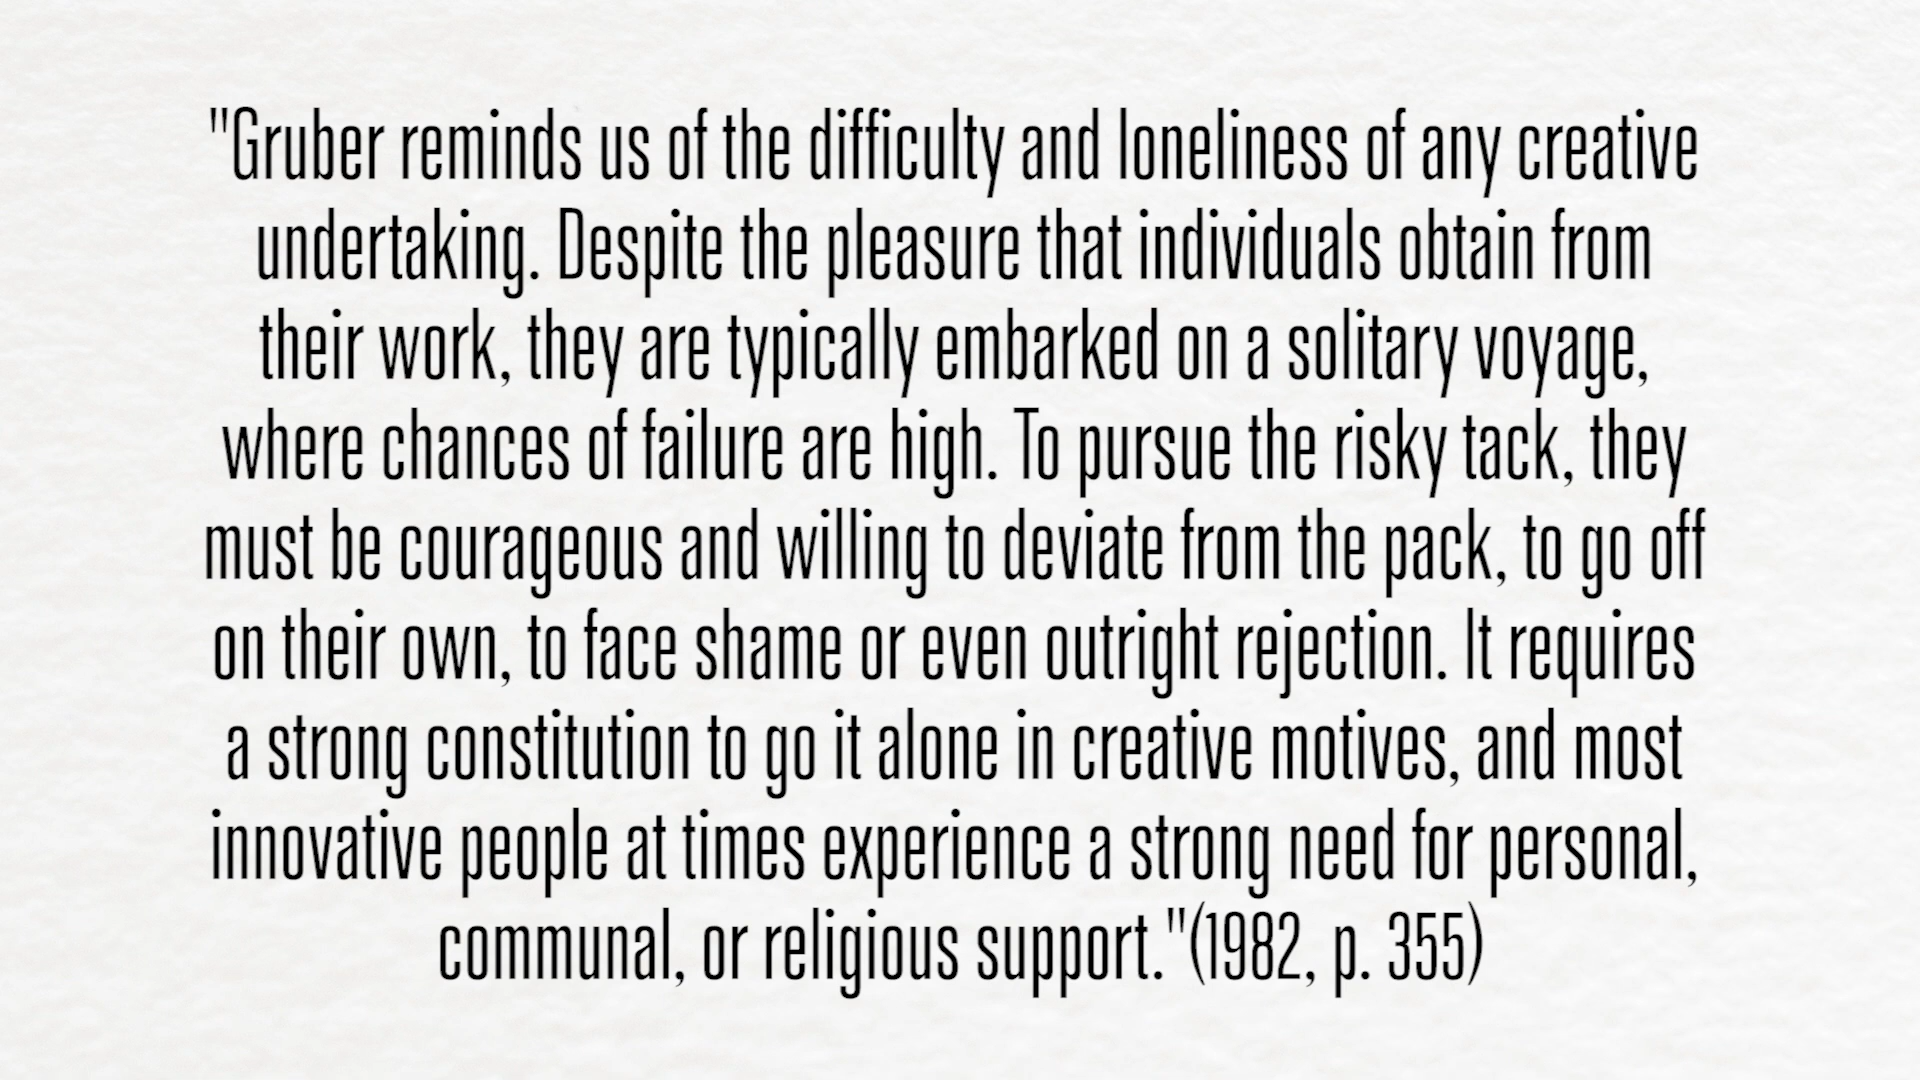 "Gruber reminds us of the difficulty and loneliness of any creative
undertaking. Despite the pleasure that individuals obtain from
their work, they are typically embarked on a solitary voyage,
where chances of failure are high. To pursue the risky tack, they
must be courageous and willing to deviate from the pack, to go off
on their own, to face shame or even outright rejection. It requires
a strong constitution to go it alone in creative motives, and most
innovative people at times experience a strong need for personal,
communal, or religious support."(1982, p. 355)